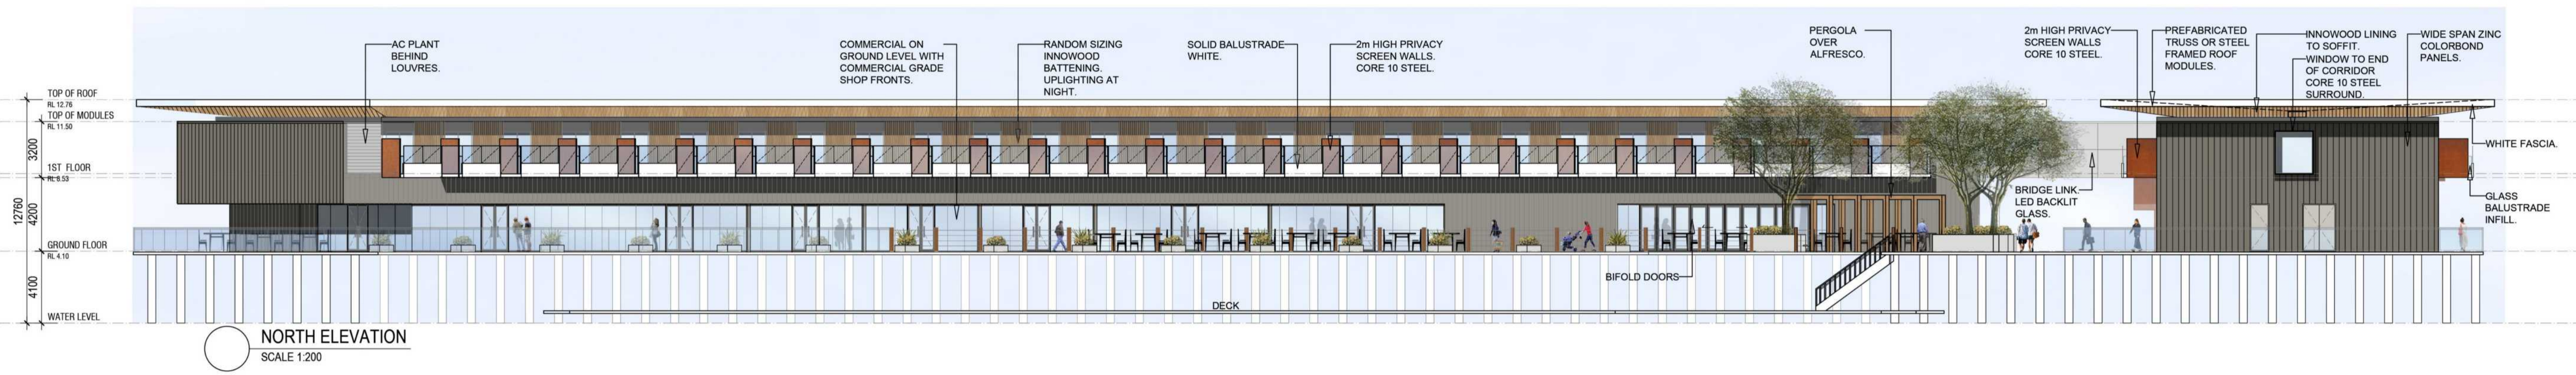 AC PLANT
BEHIND
LOUVRES.
COMMERCIAL ON
GROUND LEVEL WITH
COMMERCIAL GRADE
SHOP FRONTS.
RANDOM SIZING
INNOWOOD
BATTENING.
UPLIGHTING AT
NIGHT.
SOLID BALUSTRADE
WHITE.
2m HIGH PRIVACY
SCREEN WALLS.
CORE 10 STEEL.
PERGOLA
OVER
ALFRESCO.
2m HIGH PRIVACY
SCREEN WALLS
CORE 10 STEEL.
PREFABRICATED
TRUSS OR STEEL
FRAMED ROOF
MODULES.
INNOWOOD LINING
TO SOFFIT.
WINDOW TO END
OF CORRIDOR
CORE 10 STEEL
SURROUND.
WIDE SPAN ZINC
COLORBOND
PANELS.
TOP OF ROOF
RL 12.76
TOP OF MODULES
RL 11.50
3200
1ST FLOOR
RL 8.53
12760
4200
GROUND FLOOR
RL 4.10
4100
WATER LEVEL
WHITE FASCIA.
BRIDGE LINK.
LED BACKLIT
GLASS.
GLASS
BALUSTRADE
INFILL.
BIFOLD DOORS
DECK
NORTH ELEVATION
SCALE 1:200